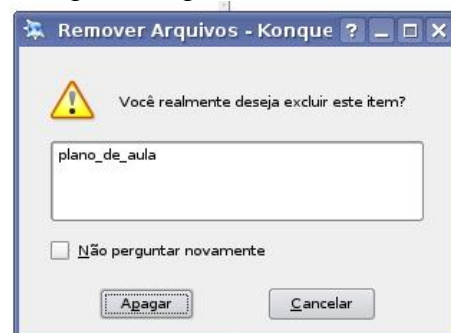 Remover Arquivos - Konque
Você realmente deseja excluir este item?
plano_de_aula
Não perguntar novamente
Apagar
Cancelar